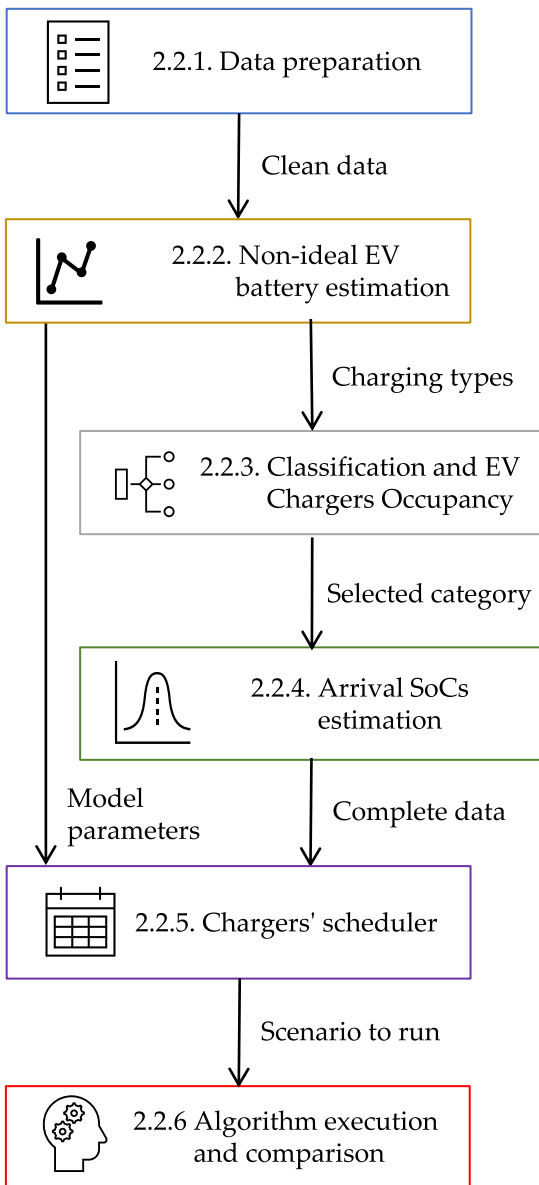 2.2.1. Data preparation
Clean data
2.2.2. Non-ideal EV
battery estimation
Charging types
2.2.3. Classification and EV
Chargers Occupancy
Selected category
2.2.4. Arrival SoCs
estimation
Model
parameters
Complete data
2.2.5. Chargers' scheduler
Scenario to run
2.2.6 Algorithm execution
and comparison